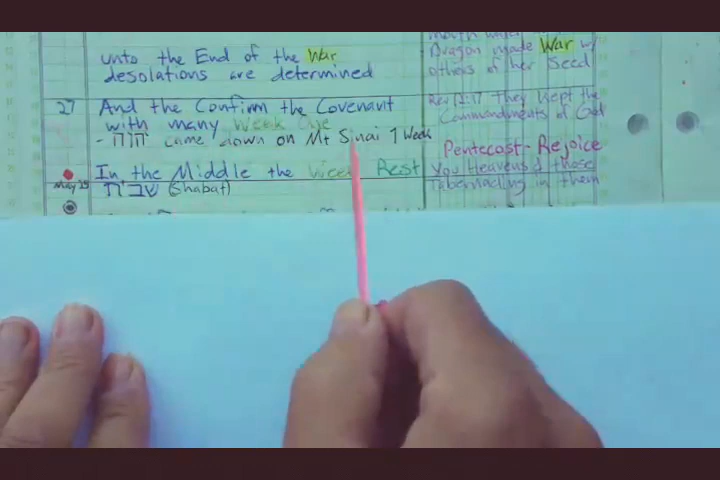 unto the End of the War
desolations are determined
27 And the Confirm the Covenant
with many Week One
- יהוה came down on Mt Sinai 1 Week
In the Middle the Week Rest
May שבית (Shabat)
mouth
Dragon made War w/
others of her Seed
Rev 12:17 They kept the
Commandments of God
Pentecost - Rejoice
You Heavens & those
Tabernacling in them